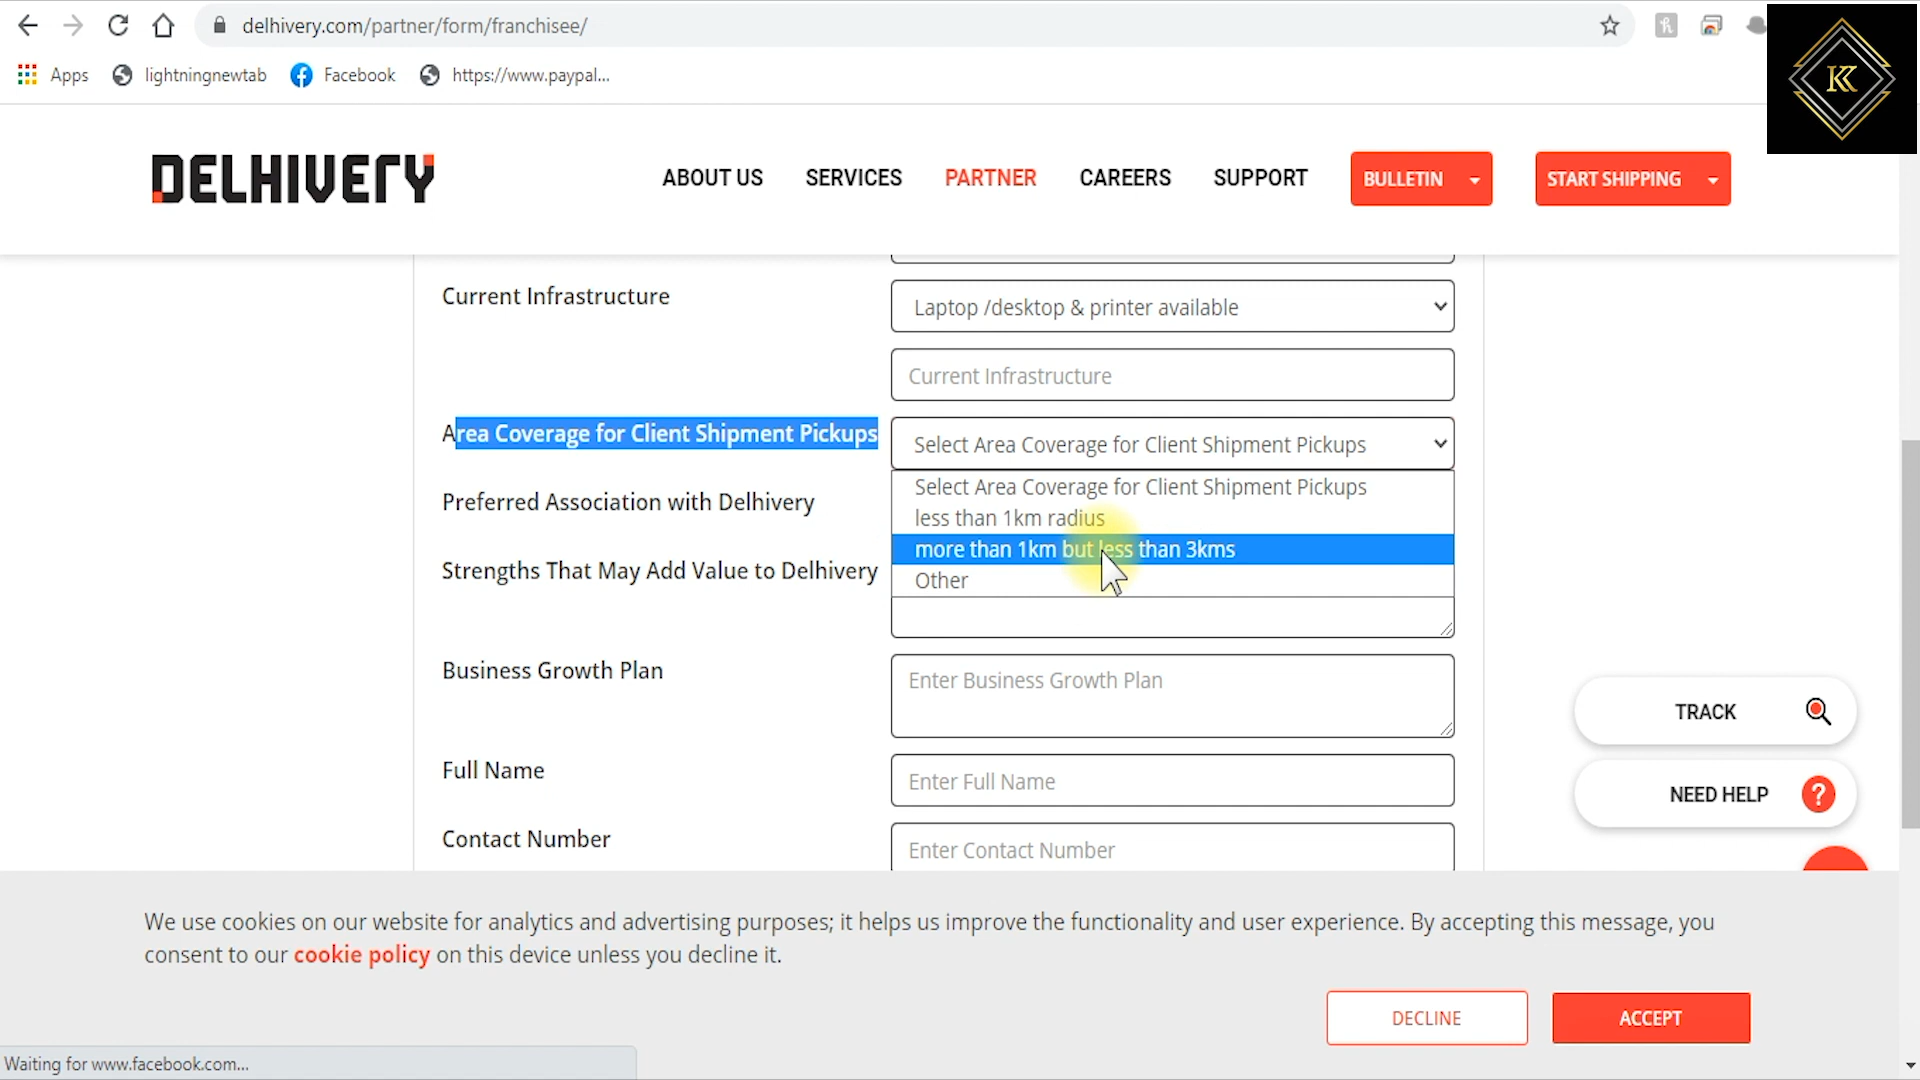 delhivery.com/partner/form/franchisee/
Apps lightningnewtab Facebook https://www.paypal...
DELHIVERY
ABOUT US SERVICES PARTNER CAREERS SUPPORT BULLETIN START SHIPPING
Current Infrastructure
Laptop /desktop & printer available
Current Infrastructure
Area Coverage for Client Shipment Pickups
Select Area Coverage for Client Shipment Pickups
Select Area Coverage for Client Shipment Pickups
less than 1km radius
more than 1km but less than 3kms
Other
Preferred Association with Delhivery
Strengths That May Add Value to Delhivery
Business Growth Plan
Enter Business Growth Plan
Full Name
Enter Full Name
Contact Number
Enter Contact Number
TRACK
NEED HELP ?
We use cookies on our website for analytics and advertising purposes; it helps us improve the functionality and user experience. By accepting this message, you
consent to our cookie policy on this device unless you decline it.
DECLINE ACCEPT
Waiting for www.facebook.com...